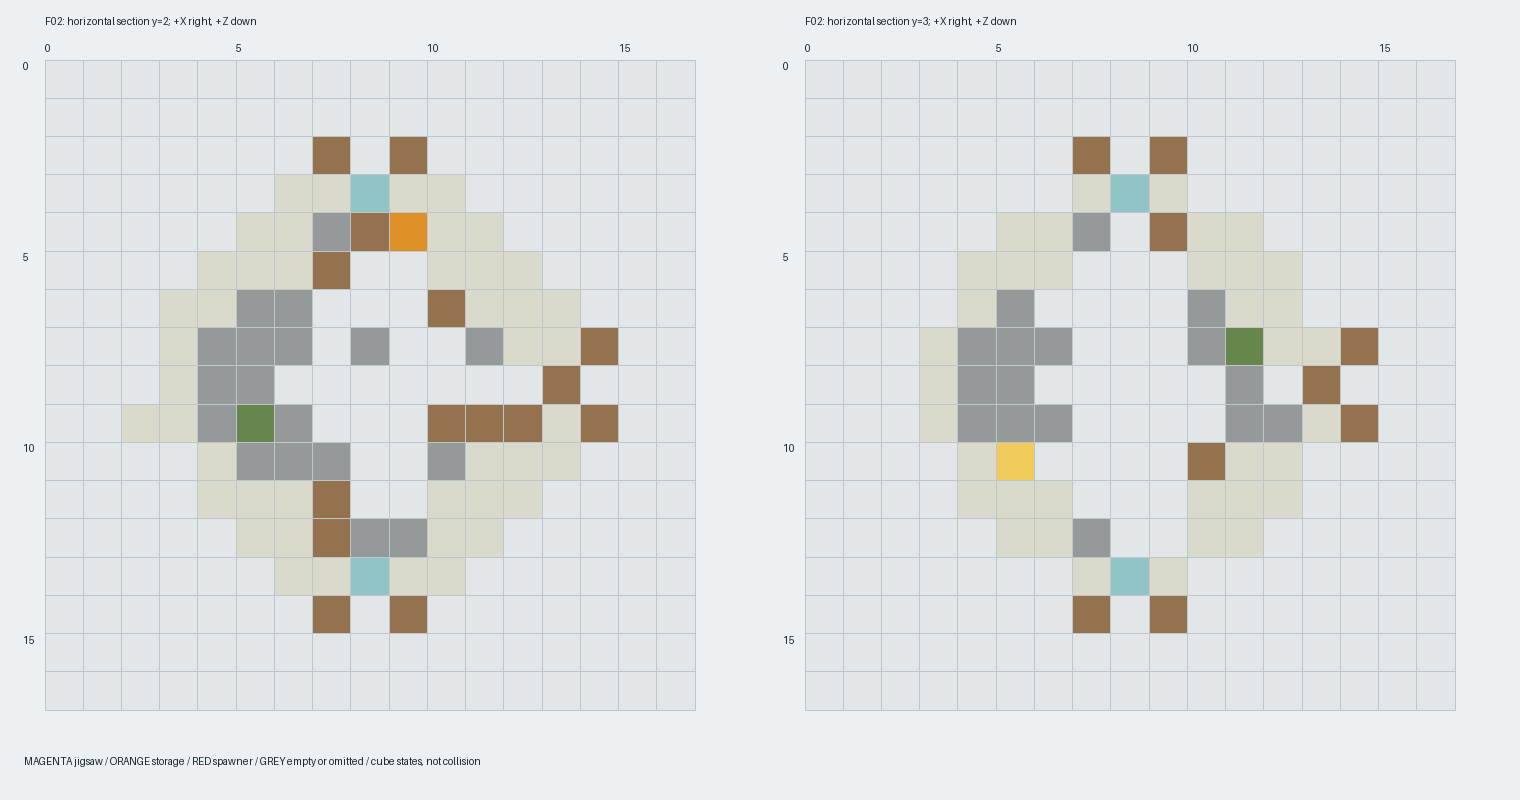 F02: horizontal section y=2; +X right, +Z down
F02: horizontal section y=3; +X right, +Z down
0 5 10 15
0 5 10 15
0 0
5 5
10 10
15 15
MAGENTA jigsaw / ORANGE storage / RED spawner / GREY empty or omitted / cube states, not collision